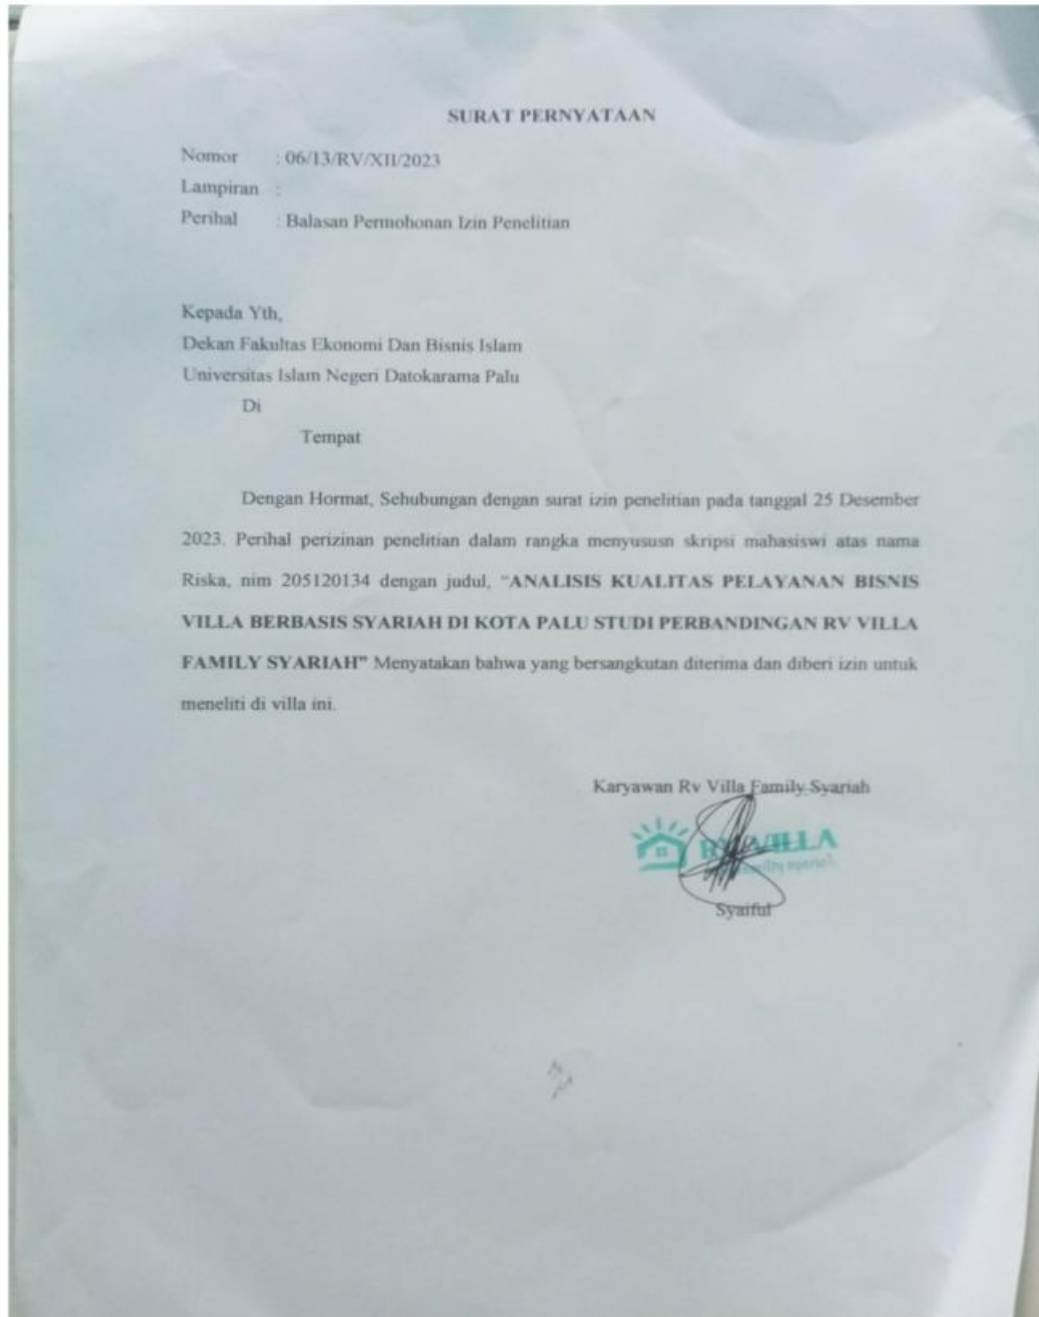 SURAT PERNYATAAN
Nomor : 06/13/RV/XII/2023
Lampiran :
Perihal : Balasan Permohonan Izin Penelitian
Kepada Yth,
Dekan Fakultas Ekonomi Dan Bisnis Islam
Universitas Islam Negeri Datokarama Palu
Di
Tempat
Dengan Hormat, Sehubungan dengan surat izin penelitian pada tanggal 25 Desember
2023. Perihal perizinan penelitian dalam rangka menyususn skripsi mahasiswi atas nama
Riska, nim 205120134 dengan judul, “ANALISIS KUALITAS PELAYANAN BISNIS
VILLA BERBASIS SYARIAH DI KOTA PALU STUDI PERBANDINGAN RV VILLA
FAMILY SYARIAH” Menyatakan bahwa yang bersangkutan diterima dan diberi izin untuk
meneliti di villa ini.
Karyawan Rv Villa Family Syariah
RV VILLA
Syaiful